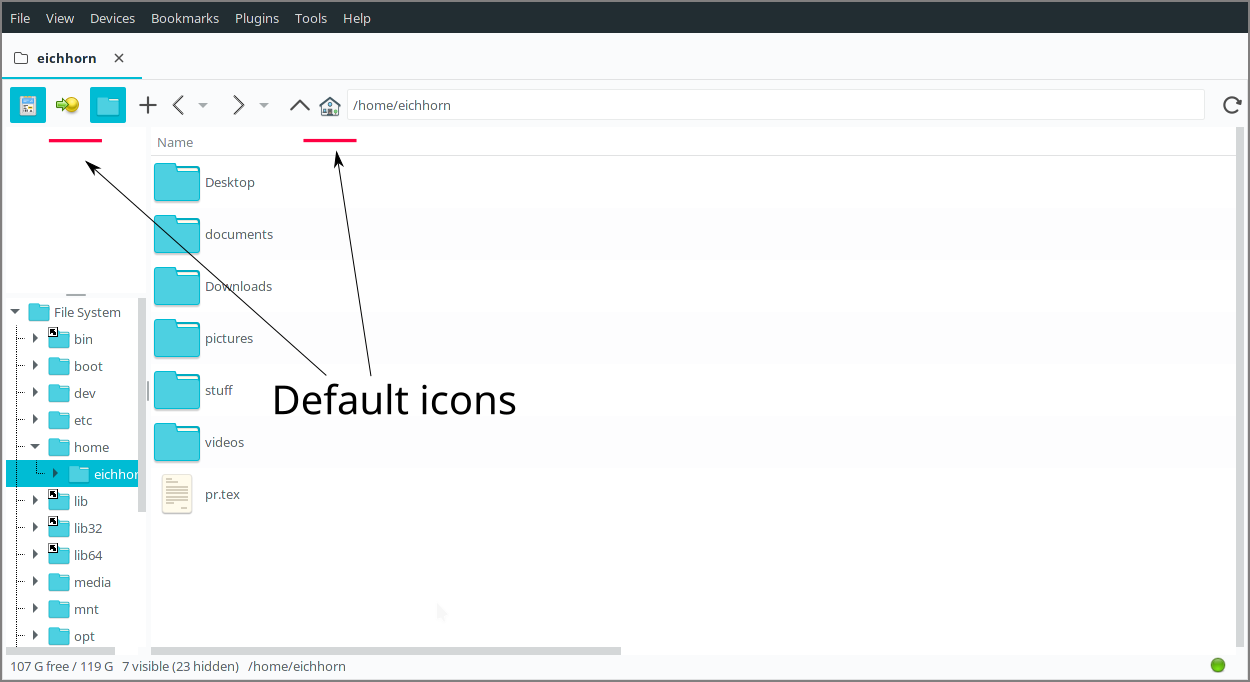 File View Devices Bookmarks Plugins Tools Help
eichhorn
/home/eichhorn
Name
Desktop
documents
Downloads
pictures
stuff
videos
pr.tex
File System
bin
boot
dev
etc
home
eichhor
lib
lib32
lib64
media
mnt
opt
Default icons
107 G free / 119 G 7 visible (23 hidden) /home/eichhorn